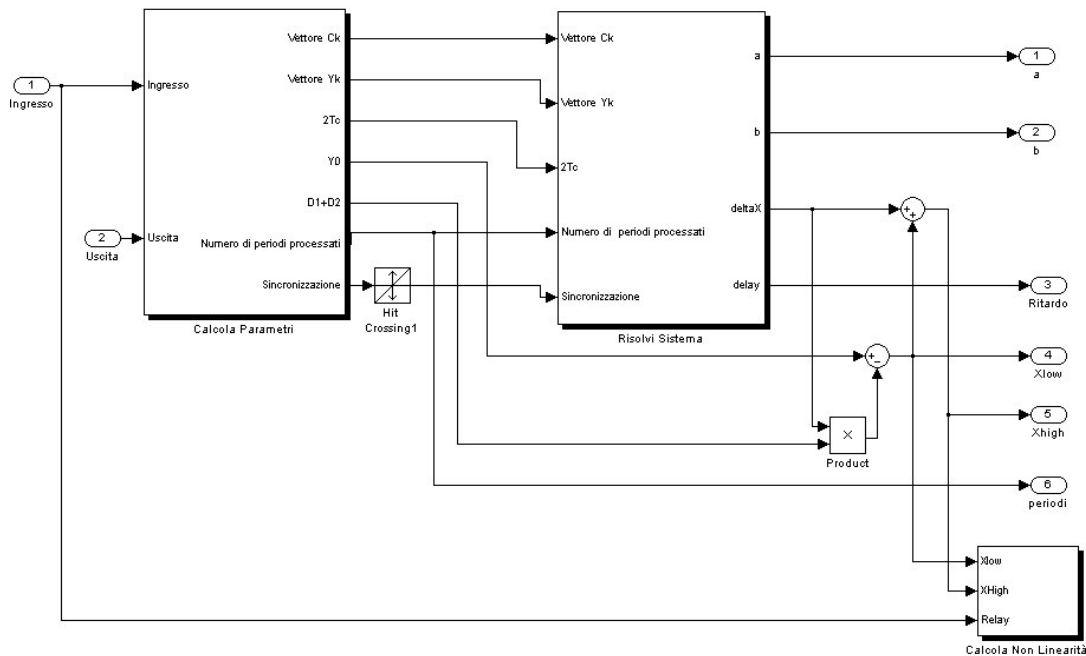 1
Ingresso
2
Uscita
Ingresso
Uscita
Vettore Ck
Vettore Yk
2Tc
Y0
D1+D2
Numero di periodi processati
Sincronizzazione
Calcola Parametri
Hit
Crossing1
Vettore Ck
Vettore Yk
2Tc
Numero di periodi processati
Sincronizzazione
a
b
deltaX
delay
Risolvi Sistema
+
+
+
-
×
Product
1
a
2
b
3
Ritardo
4
Xlow
5
Xhigh
6
periodi
Xlow
XHigh
Relay
Calcola Non Linearità